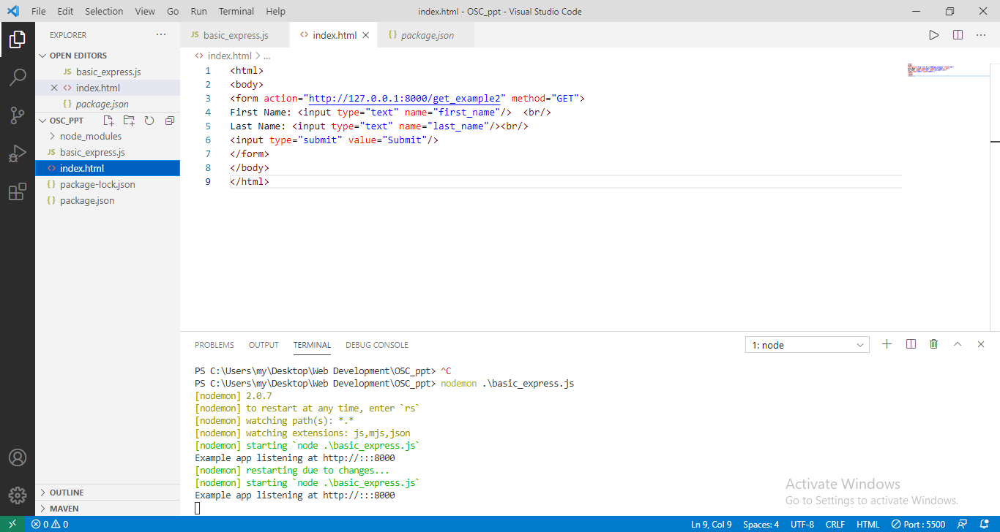 File Edit Selection View Go Run Terminal Help
index.html - OSC_ppt - Visual Studio Code
EXPLORER
OPEN EDITORS
JS basic_express.js
<> index.html
{} package.json
OSC_PPT
node_modules
JS basic_express.js
<> index.html
{} package-lock.json
{} package.json
OUTLINE
MAVEN
JS basic_express.js
<> index.html
{} package.json
<> index.html > ...
1 <html>
2 <body>
3 <form action="http://127.0.0.1:8000/get_example2" method="GET">
4 First Name: <input type="text" name="first_name"/>  <br/>
5 Last Name: <input type="text" name="last_name"/><br/>
6 <input type="submit" value="Submit"/>
7 </form>
8 </body>
9 </html>
PROBLEMS OUTPUT TERMINAL DEBUG CONSOLE
1: node
PS C:\Users\my\Desktop\Web Development\OSC_ppt> ^C
PS C:\Users\my\Desktop\Web Development\OSC_ppt> nodemon .\basic_express.js
[nodemon] 2.0.7
[nodemon] to restart at any time, enter `rs`
[nodemon] watching path(s): *.*
[nodemon] watching extensions: js,mjs,json
[nodemon] starting `node .\basic_express.js`
Example app listening at http://:::8000
[nodemon] restarting due to changes...
[nodemon] starting `node .\basic_express.js`
Example app listening at http://:::8000
Activate Windows
Go to Settings to activate Windows.
0 0
Ln 9, Col 9 Spaces: 4 UTF-8 CRLF HTML Port : 5500